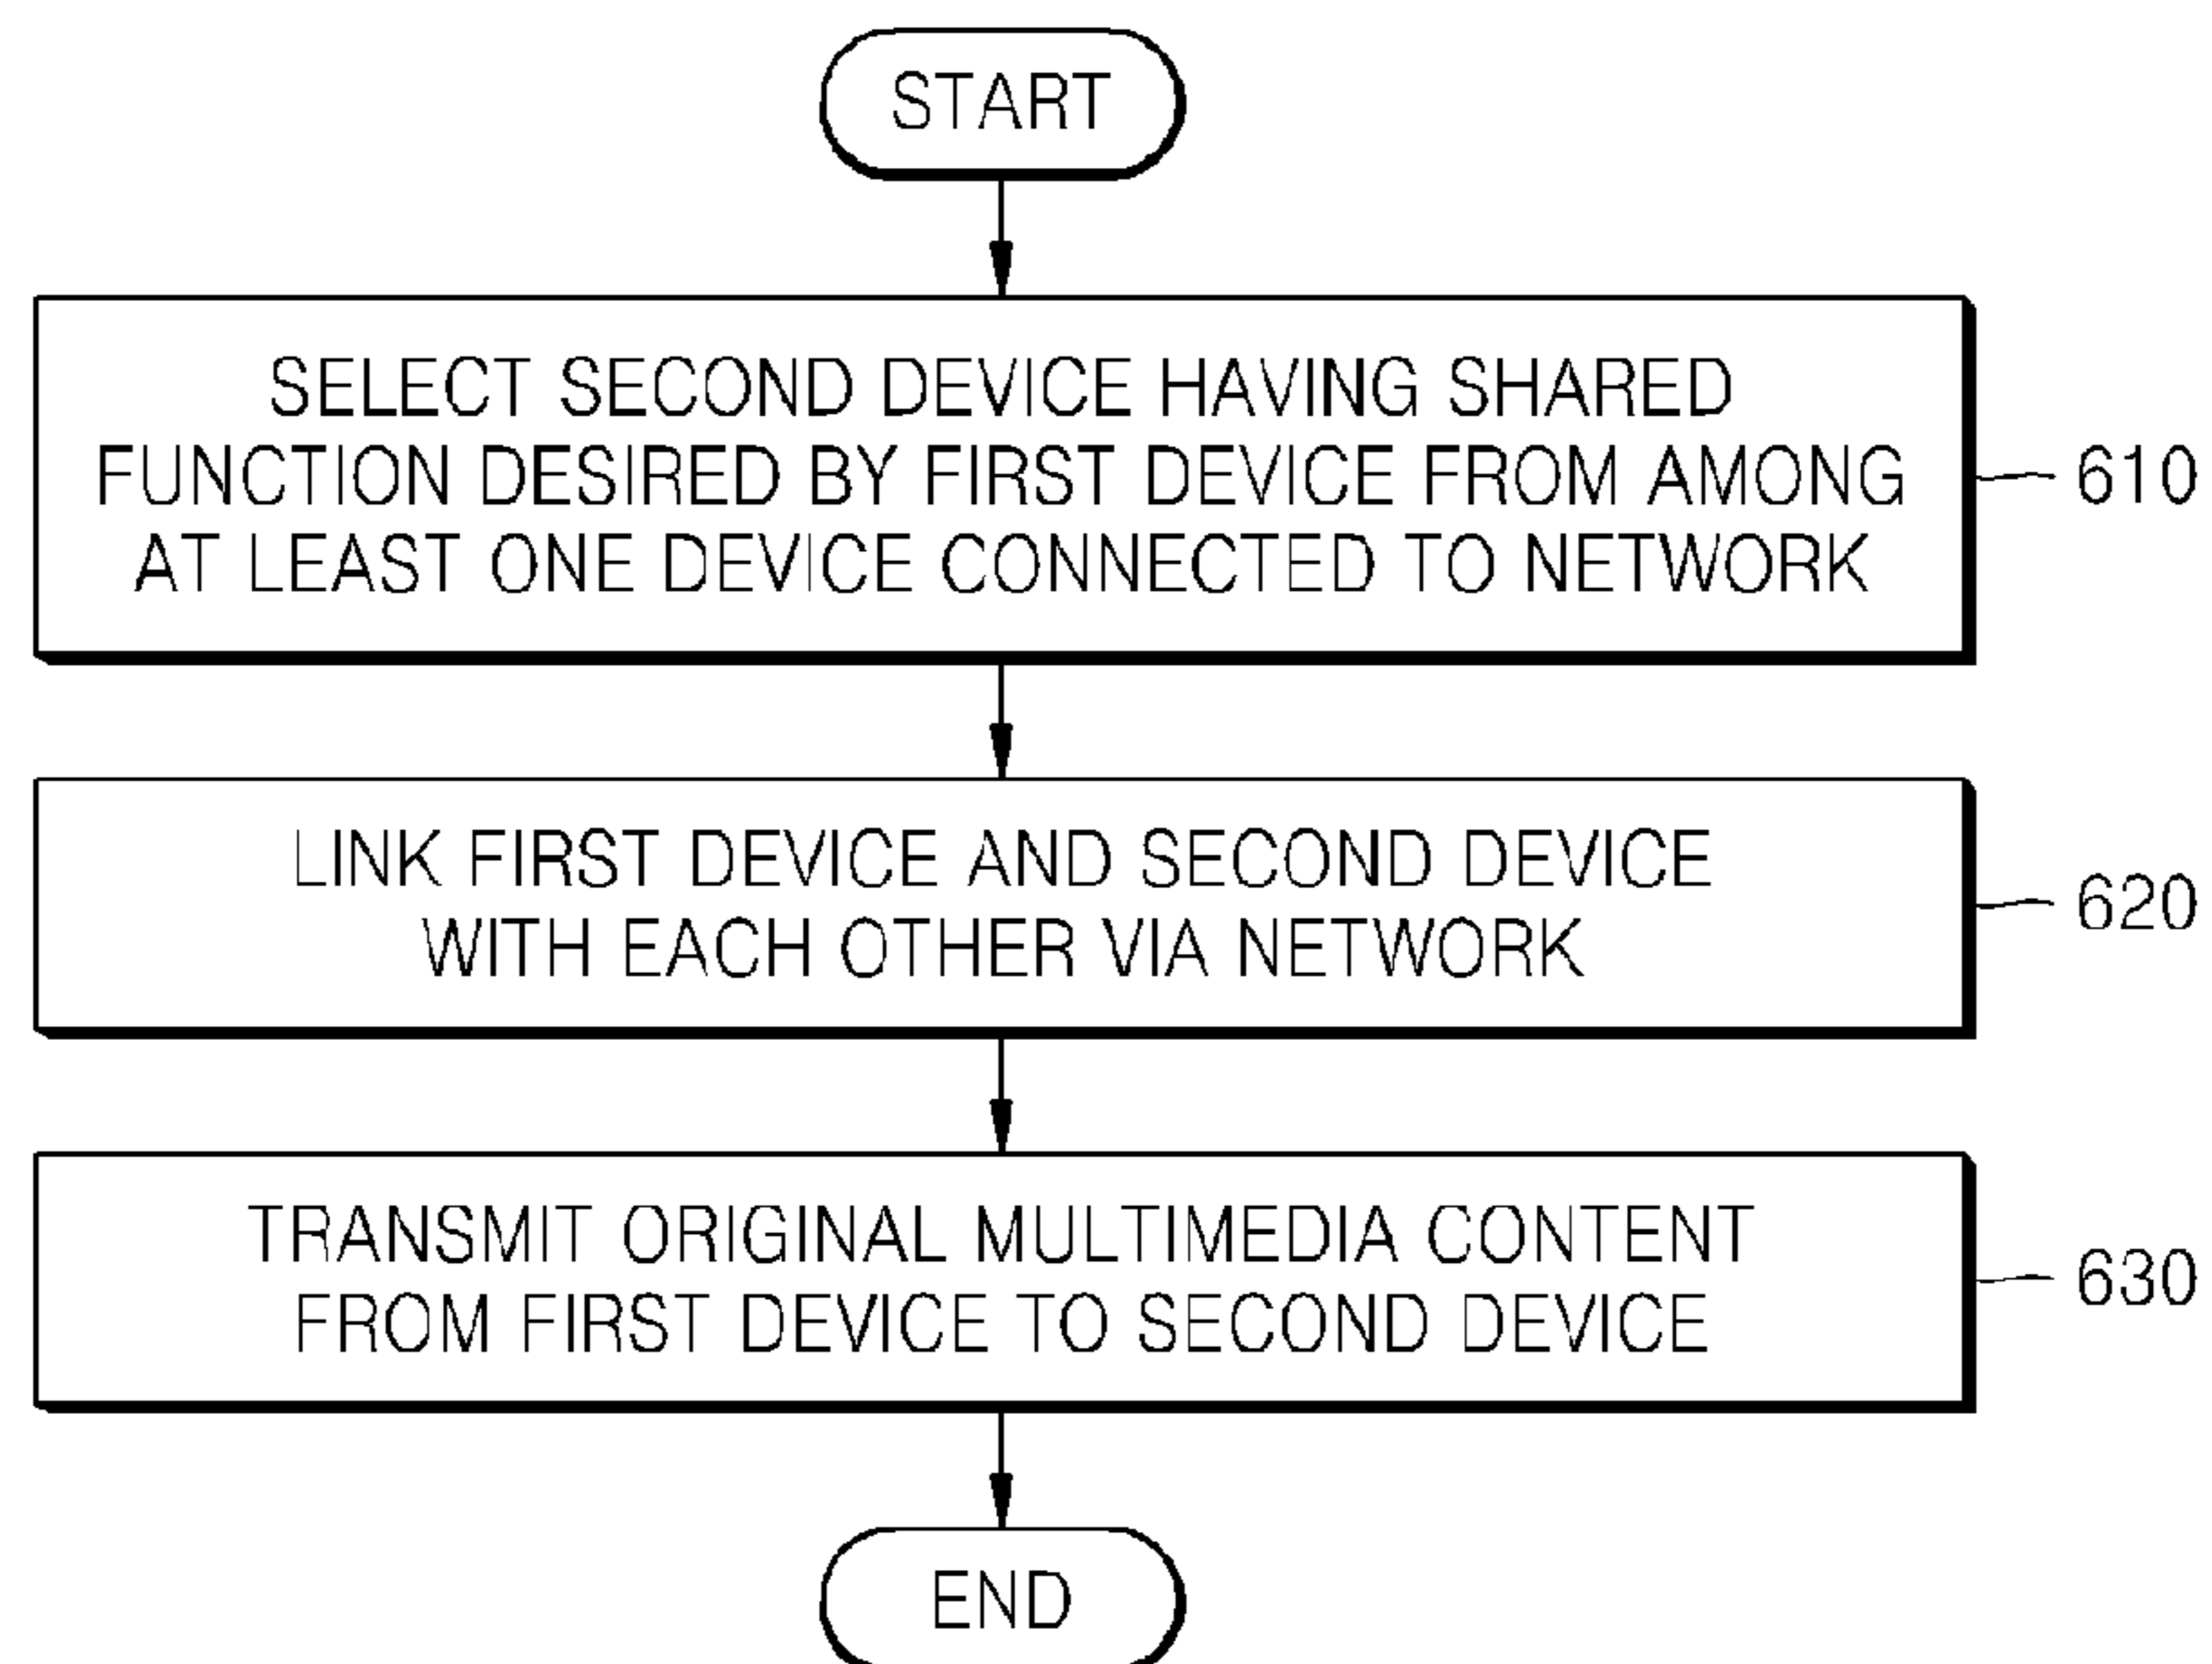 START
SELECT SECOND DEVICE HAVING SHARED
FUNCTION DESIRED BY FIRST DEVICE FROM AMONG
AT LEAST ONE DEVICE CONNECTED TO NETWORK
610
LINK FIRST DEVICE AND SECOND DEVICE
WITH EACH OTHER VIA NETWORK
620
TRANSMIT ORIGINAL MULTIMEDIA CONTENT
FROM FIRST DEVICE TO SECOND DEVICE
630
END